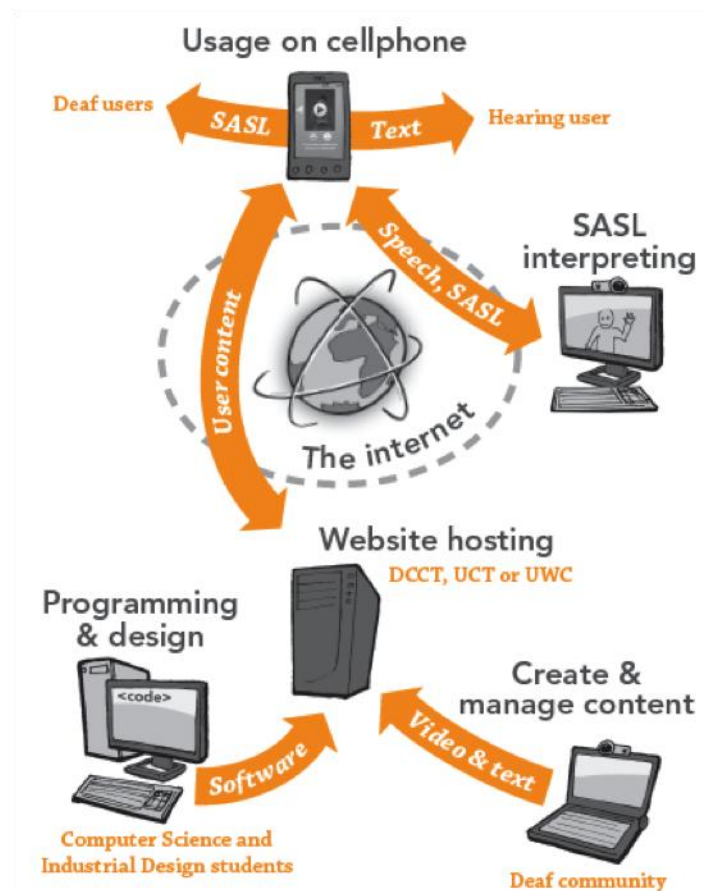 Usage on cellphone
Deaf users
SASL
Text
Hearing user
User content
Speech, SASL
SASL
interpreting
The internet
Website hosting
DCCT, UCT or UWC
Programming
& design
<code>
Software
Computer Science and
Industrial Design students
Create &
manage content
Video & text
Deaf community